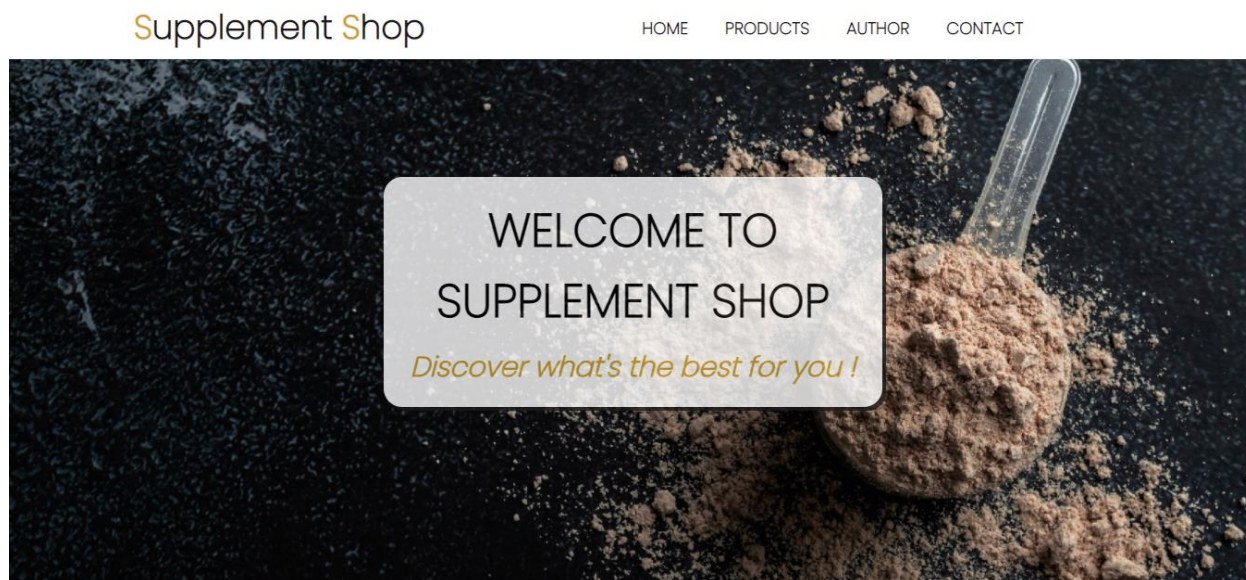 Supplement Shop
HOME PRODUCTS AUTHOR CONTACT
WELCOME TO
SUPPLEMENT SHOP
Discover what's the best for you !